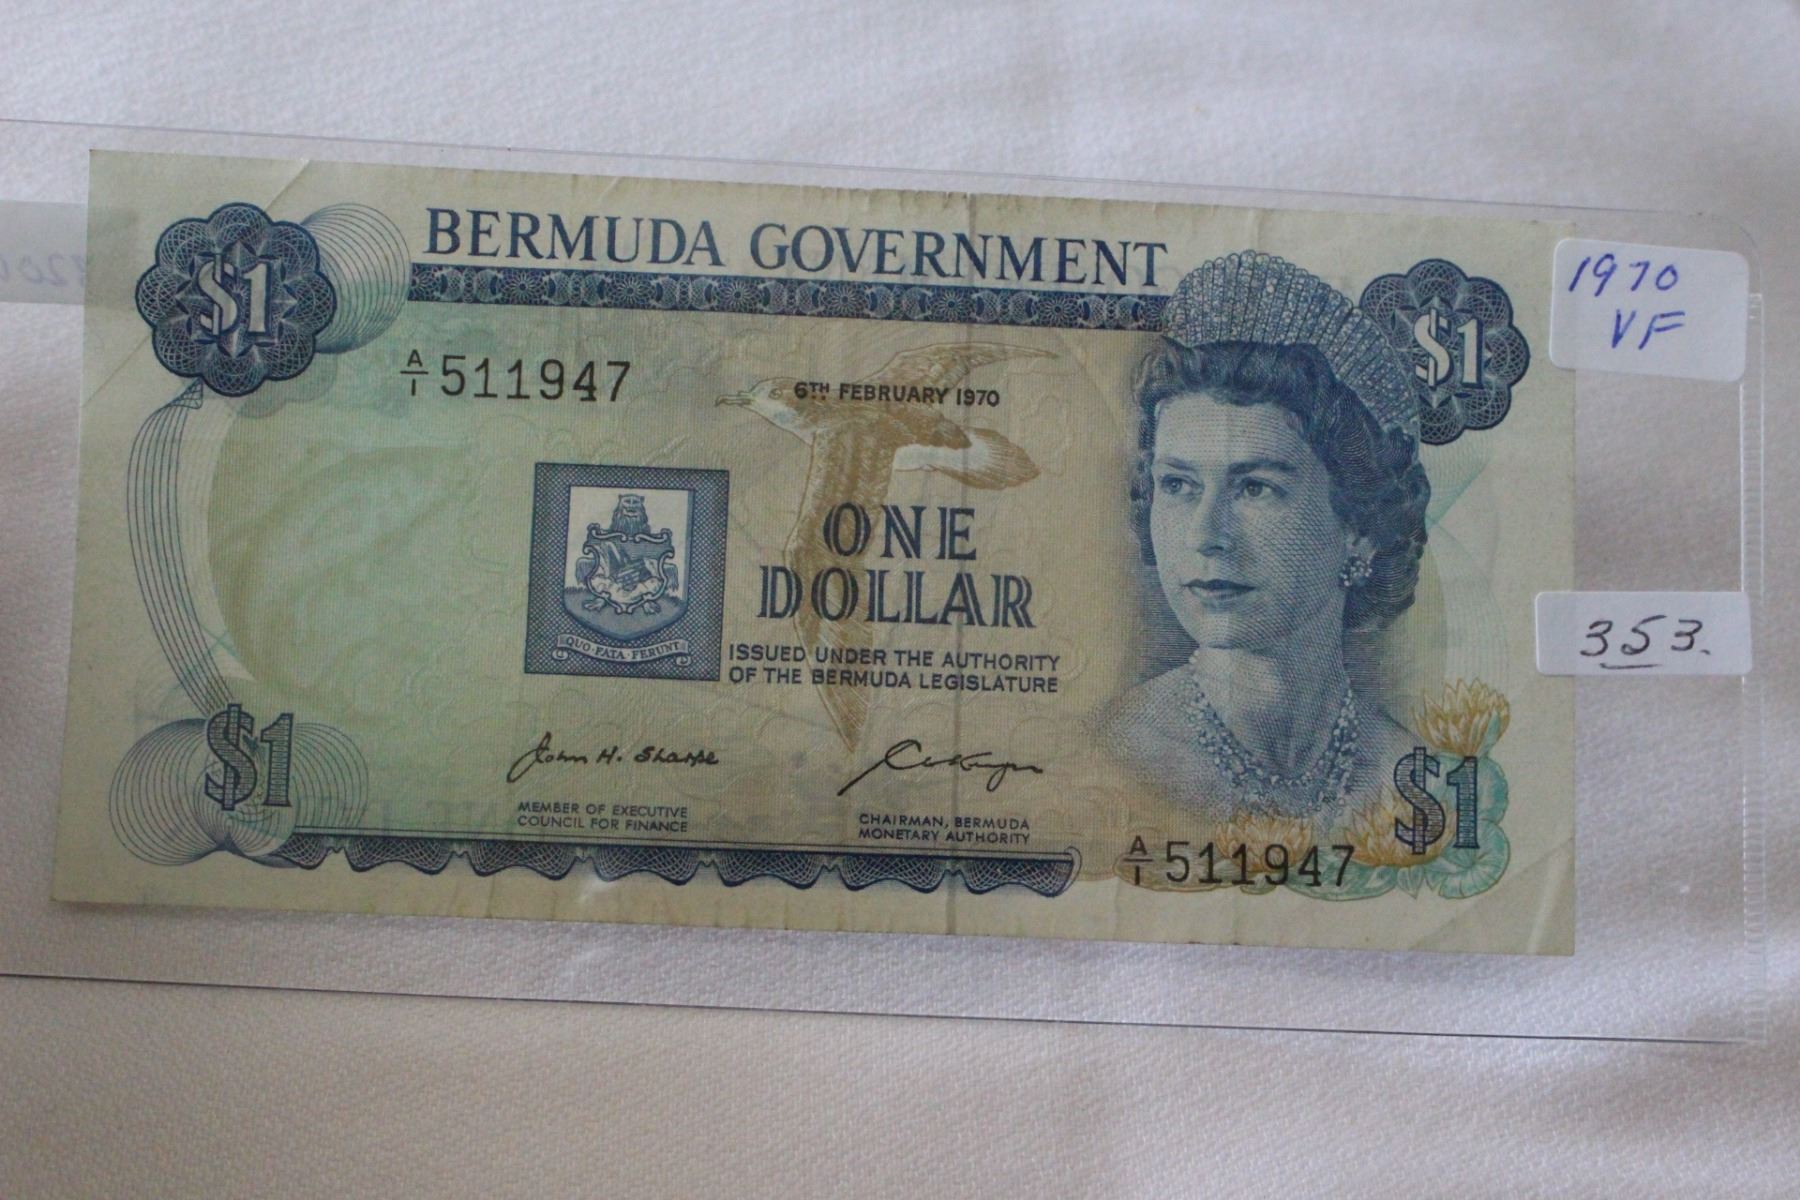 BERMUDA GOVERNMENT
$1
$1
1970
VF
A/1 511947
6TH FEBRUARY 1970
ONE
DOLLAR
QUO FATA FERUNT
ISSUED UNDER THE AUTHORITY
OF THE BERMUDA LEGISLATURE
353.
John H. Sharpe
MEMBER OF EXECUTIVE
COUNCIL FOR FINANCE
CHAIRMAN, BERMUDA
MONETARY AUTHORITY
$1
$1
A/1 511947